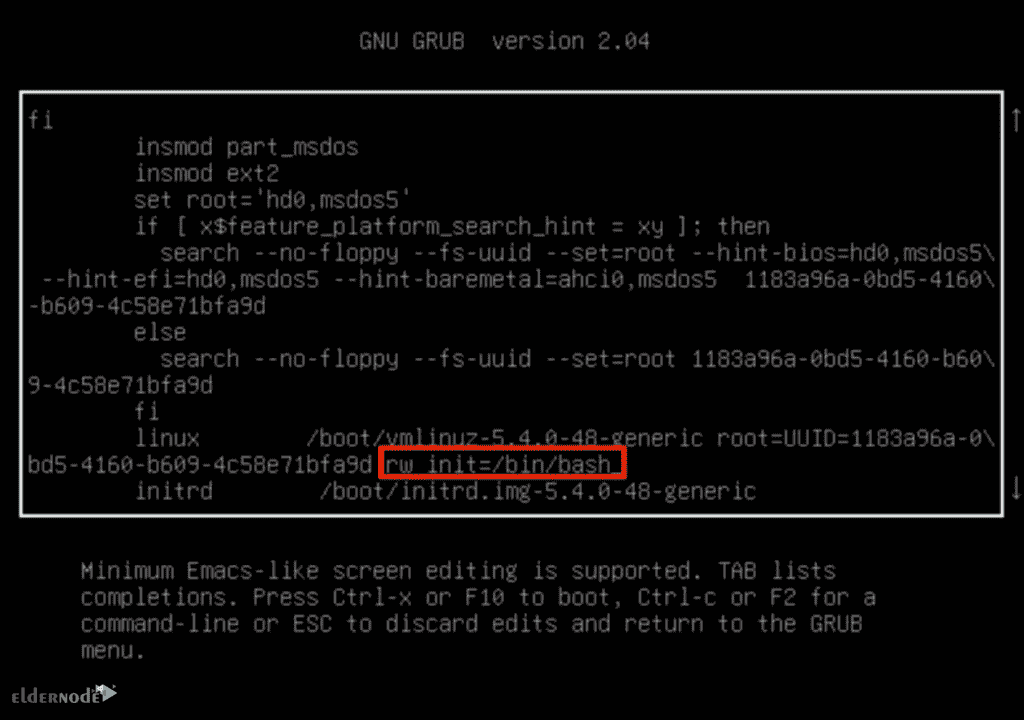 GNU GRUB version 2.04
fi
insmod part_msdos
insmod ext2
set root='hd0,msdos5'
if [ x$feature_platform_search_hint = xy ]; then
search --no-floppy --fs-uuid --set=root --hint-bios=hd0,msdos5\
--hint-efi=hd0,msdos5 --hint-baremetal=ahci0,msdos5 1183a96a-0bd5-4160\
-b609-4c58e71bfa9d
else
search --no-floppy --fs-uuid --set=root 1183a96a-0bd5-4160-b60\
9-4c58e71bfa9d
fi
linux /boot/vmlinuz-5.4.0-48-generic root=UUID=1183a96a-0\
bd5-4160-b609-4c58e71bfa9d rw init=/bin/bash_
initrd /boot/initrd.img-5.4.0-48-generic
Minimum Emacs-like screen editing is supported. TAB lists
completions. Press Ctrl-x or F10 to boot, Ctrl-c or F2 for a
command-line or ESC to discard edits and return to the GRUB
menu.
eldernode